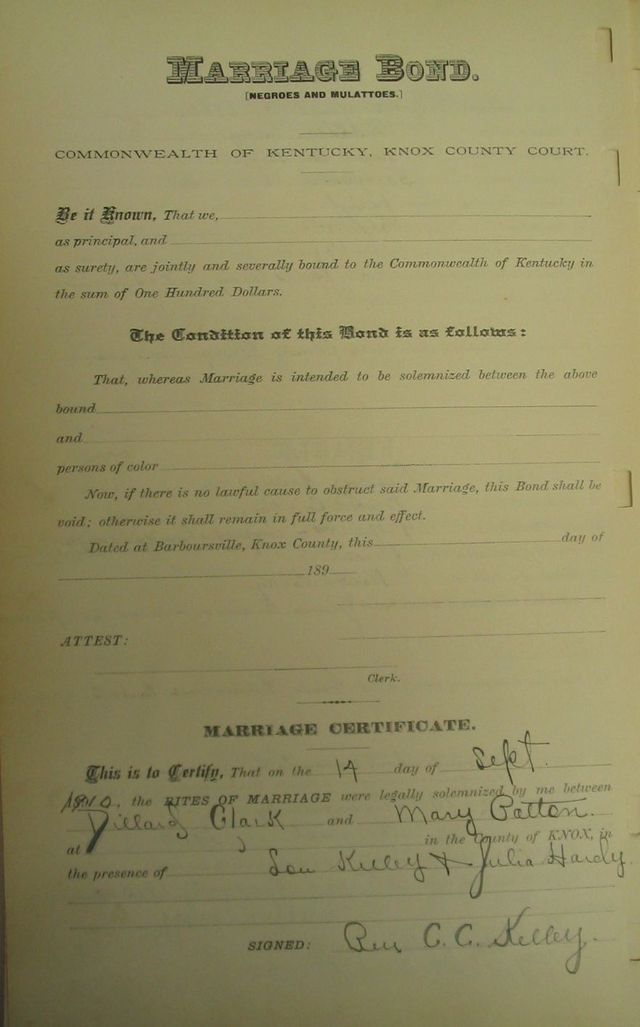 MARRIAGE BOND.
[NEGROES AND MULATTOES.]
COMMONWEALTH OF KENTUCKY, KNOX COUNTY COURT.
Be it Known, That we,
as principal, and
as surety, are jointly and severally bound to the Commonwealth of Kentucky in
the sum of One Hundred Dollars.
The Condition of this Bond is as follows:
That, whereas Marriage is intended to be solemnized between the above
bound
and
persons of color
Now, if there is no lawful cause to obstruct said Marriage, this Bond shall be
void; otherwise it shall remain in full force and effect.
Dated at Barboursville, Knox County, this day of
189
ATTEST:
Clerk.
MARRIAGE CERTIFICATE.
This is to Certify, That on the 14 day of Sept.
1910, the RITES OF MARRIAGE were legally solemnized by me between
Dillard Clark and Mary Patton.
at in the County of KNOX, in
the presence of Lou Kelley & Julia Hardy
SIGNED: Rev C. C. Kelley.